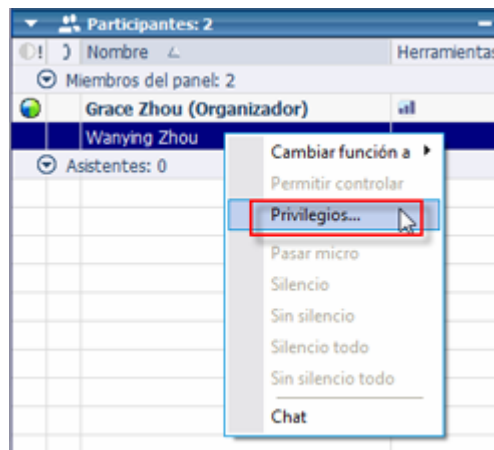 Participantes: 2
Nombre Herramientas
Miembros del panel: 2
Grace Zhou (Organizador)
Wanying Zhou
Asistentes: 0
Cambiar función a
Permitir controlar
Privilegios...
Pasar micro
Silencio
Sin silencio
Silencio todo
Sin silencio todo
Chat